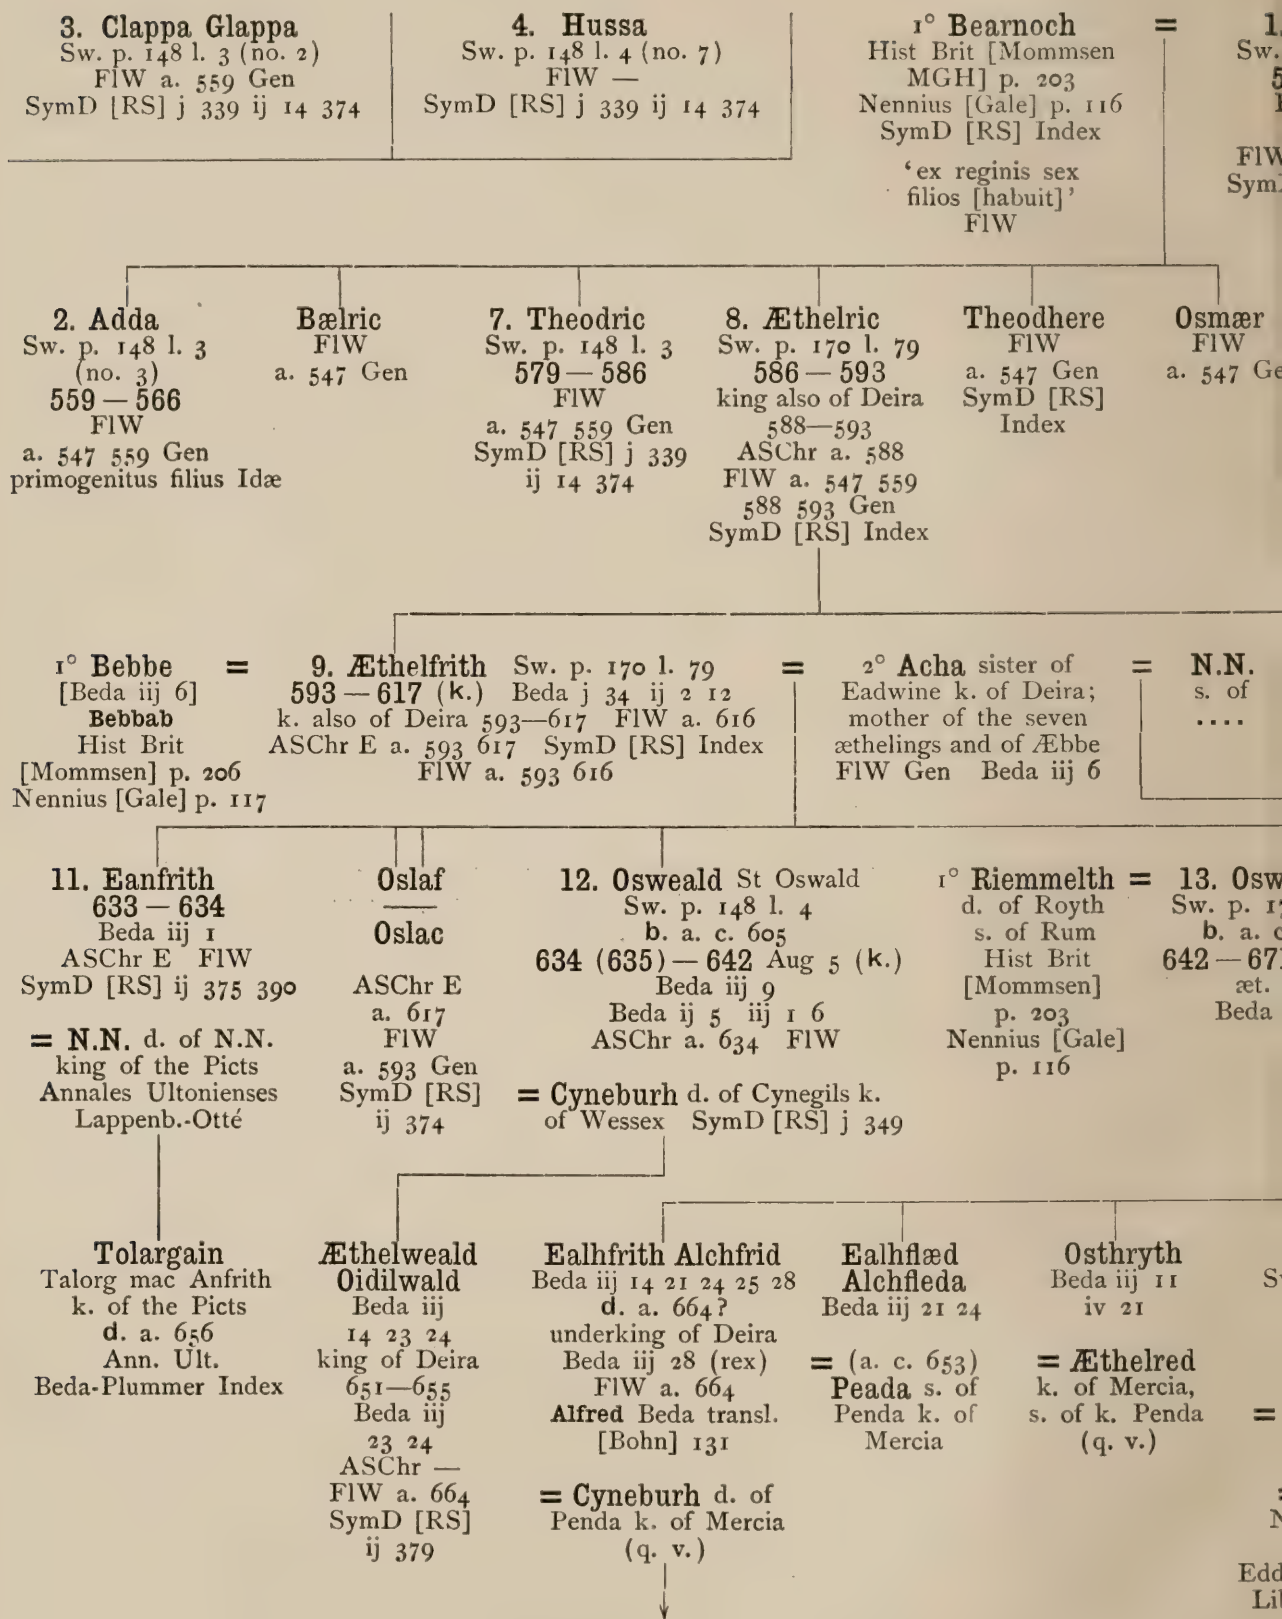 3. Clappa Glappa
Sw. p. 148 l. 3 (no. 2)
FlW a. 559 Gen
SymD [RS] j 339 ij 14 374
4. Hussa
Sw. p. 148 l. 4 (no. 7)
FlW —
SymD [RS] j 339 ij 14 374
1° Bearnoch =
Hist Brit [Mommsen
MGH] p. 203
Nennius [Gale] p. 116
SymD [RS] Index
‘ex reginis sex
filios [habuit]’
FlW
1.
Sw.
5
FlW
Sym
2. Adda
Sw. p. 148 l. 3
(no. 3)
559 — 566
FlW
a. 547 559 Gen
primogenitus filius Idæ
Bælric
FlW
a. 547 Gen
7. Theodric
Sw. p. 148 l. 3
579 — 586
FlW
a. 547 559 Gen
SymD [RS] j 339
ij 14 374
8. Æthelric
Sw. p. 170 l. 79
586 — 593
king also of Deira
588—593
ASChr a. 588
FlW a. 547 559
588 593 Gen
SymD [RS] Index
Theodhere
FlW
a. 547 Gen
SymD [RS]
Index
Osmær
FlW
a. 547 Ge
1° Bebbe =
[Beda iij 6]
Bebbab
Hist Brit
[Mommsen] p. 206
Nennius [Gale] p. 117
9. Æthelfrith Sw. p. 170 l. 79 =
593 — 617 (k.) Beda j 34 ij 2 12
k. also of Deira 593—617 FlW a. 616
ASChr E a. 593 617 SymD [RS] Index
FlW a. 593 616
2° Acha sister of =
Eadwine k. of Deira;
mother of the seven
æthelings and of Æbbe
FlW Gen Beda iij 6
N.N.
s. of
....
11. Eanfrith
633 — 634
Beda iij 1
ASChr E FlW
SymD [RS] ij 375 390
= N.N. d. of N.N.
king of the Picts
Annales Ultonienses
Lappenb.-Otté
Oslaf
——
Oslac
ASChr E
a. 617
FlW
a. 593 Gen
SymD [RS]
ij 374
12. Osweald St Oswald
Sw. p. 148 l. 4
b. a. c. 605
634 (635) — 642 Aug 5 (k.)
Beda iij 9
Beda ij 5 iij 1 6
ASChr a. 634 FlW
= Cyneburh d. of Cynegils k.
of Wessex SymD [RS] j 349
1° Riemmelth =
d. of Royth
s. of Rum
Hist Brit
[Mommsen]
p. 203
Nennius [Gale]
p. 116
13. Osw
Sw. p. 17
b. a. c
642 — 671
æt.
Beda
Tolargain
Talorg mac Anfrith
k. of the Picts
d. a. 656
Ann. Ult.
Beda-Plummer Index
Æthelweald
Oidilwald
Beda iij
14 23 24
king of Deira
651—655
Beda iij
23 24
ASChr —
FlW a. 664
SymD [RS]
ij 379
Ealhfrith Alchfrid
Beda iij 14 21 24 25 28
d. a. 664?
underking of Deira
Beda iij 28 (rex)
FlW a. 664
Alfred Beda transl.
[Bohn] 131
= Cyneburh d. of
Penda k. of Mercia
(q. v.)
Ealhflæd
Alchfleda
Beda iij 21 24
= (a. c. 653)
Peada s. of
Penda k. of
Mercia
Osthryth
Beda iij 11
iv 21
= Æthelred
k. of Mercia,
s. of k. Penda
(q. v.)
=
Edd